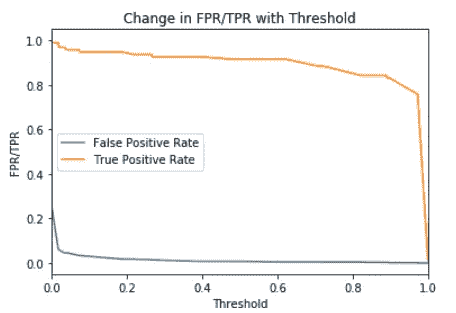 Change in FPR/TPR with Threshold
1.0
0.8
0.6
0.4
0.2
0.0
FPR/TPR
False Positive Rate
True Positive Rate
0.0
0.2
0.4
0.6
0.8
1.0
Threshold